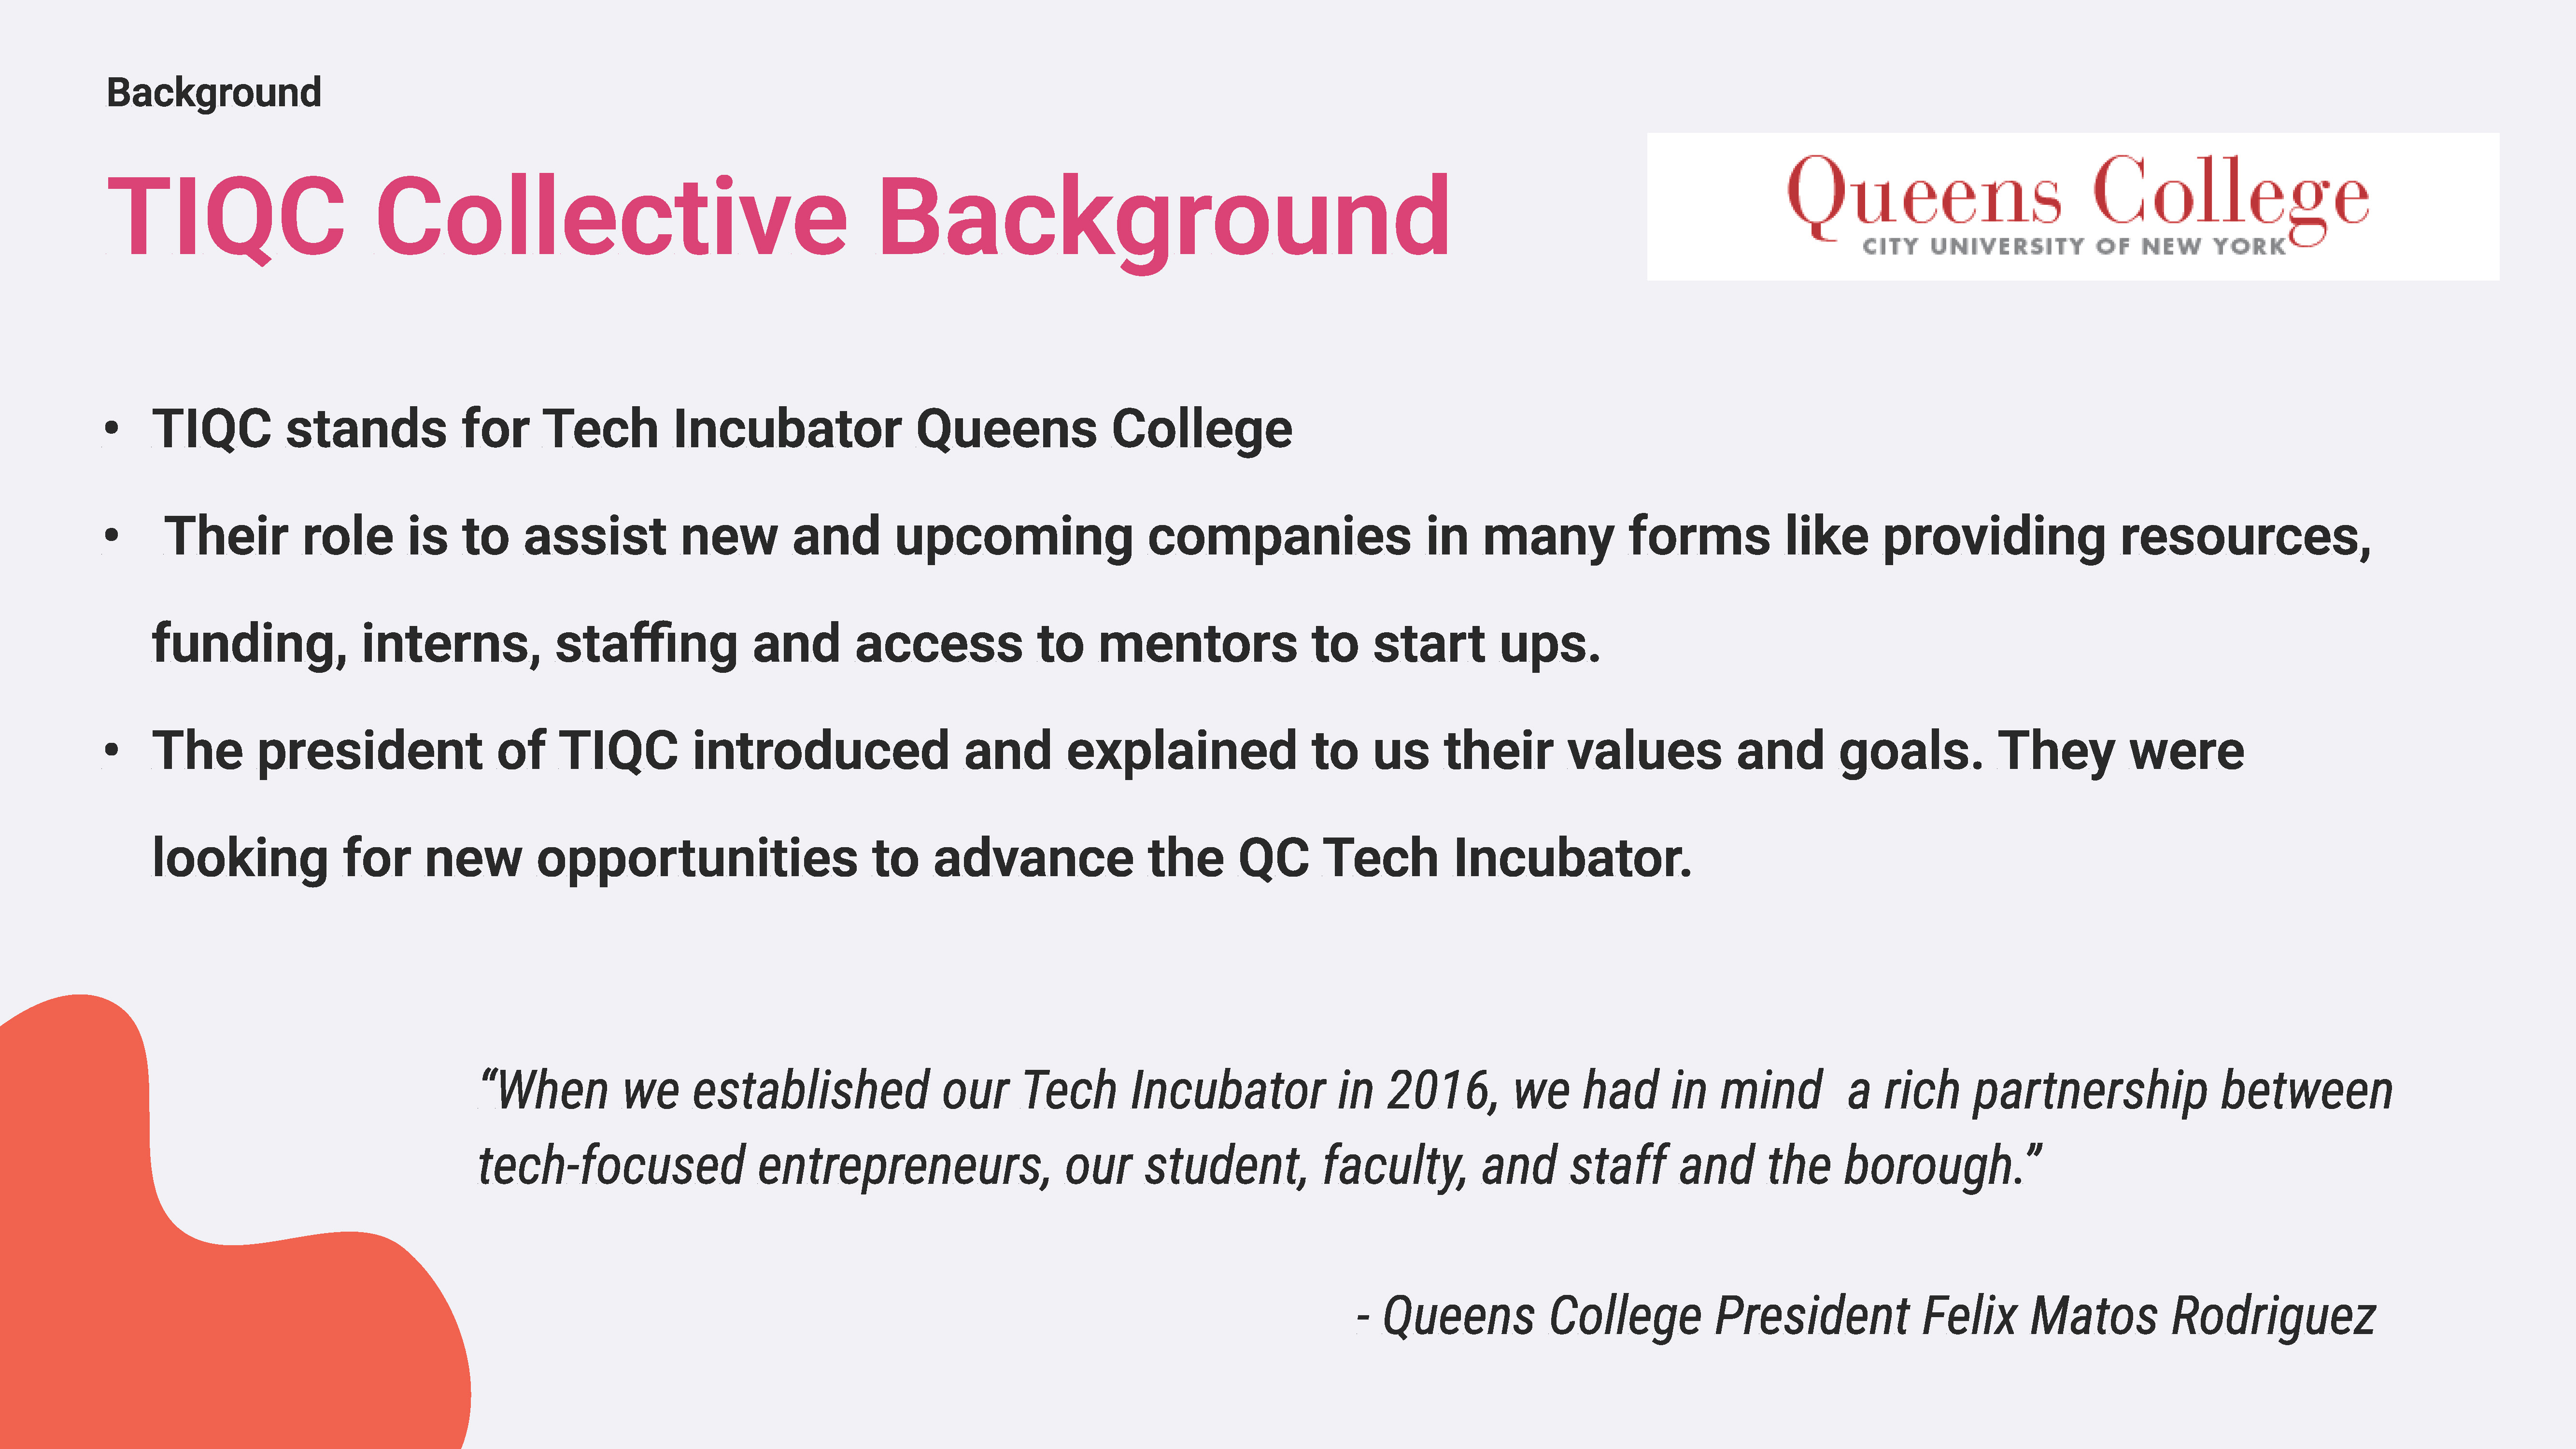 Background
TIQC Collective Background
Queens College
CITY UNIVERSITY OF NEW YORK
• TIQC stands for Tech Incubator Queens College
• Their role is to assist new and upcoming companies in many forms like providing resources,
funding, interns, staffing and access to mentors to start ups.
• The president of TIQC introduced and explained to us their values and goals. They were
looking for new opportunities to advance the QC Tech Incubator.
“When we established our Tech Incubator in 2016, we had in mind a rich partnership between
tech-focused entrepreneurs, our student, faculty, and staff and the borough.”
- Queens College President Felix Matos Rodriguez